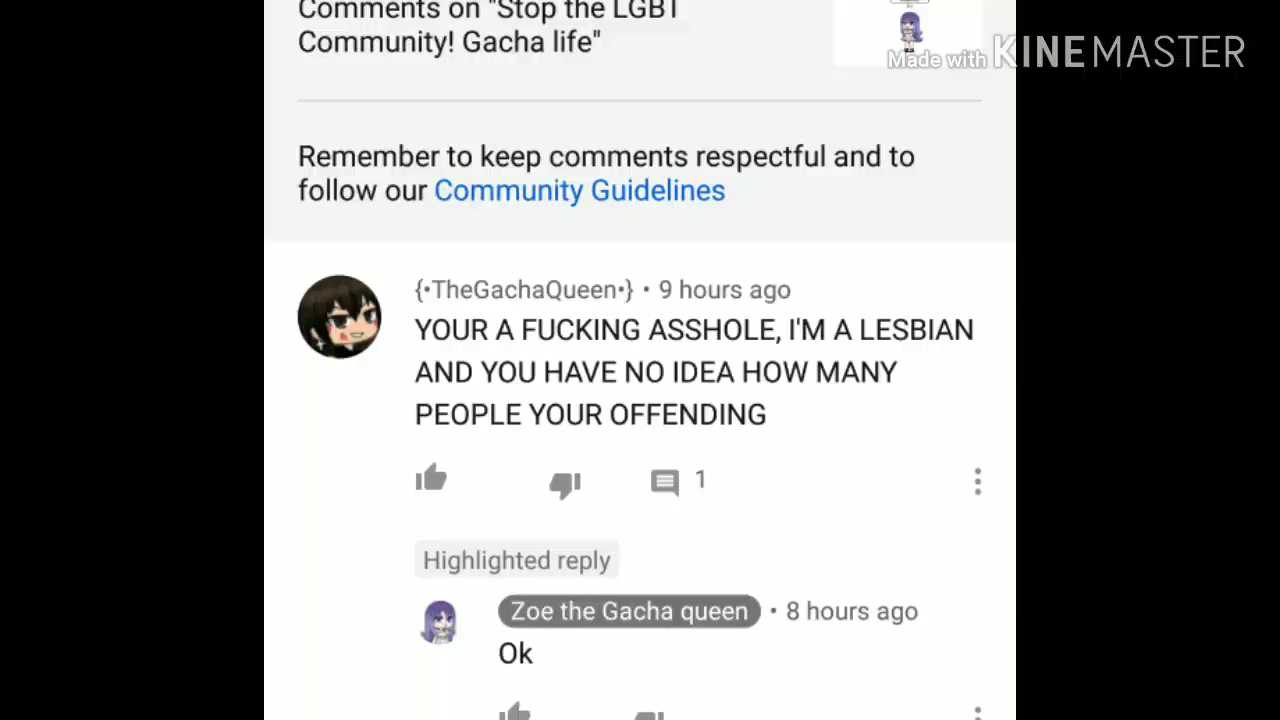 Comments on "Stop the LGBT
Community! Gacha life"
Made with KINEMASTER
Remember to keep comments respectful and to
follow our Community Guidelines
{•TheGachaQueen•} • 9 hours ago
YOUR A FUCKING ASSHOLE, I'M A LESBIAN
AND YOU HAVE NO IDEA HOW MANY
PEOPLE YOUR OFFENDING
1
Highlighted reply
Zoe the Gacha queen • 8 hours ago
Ok